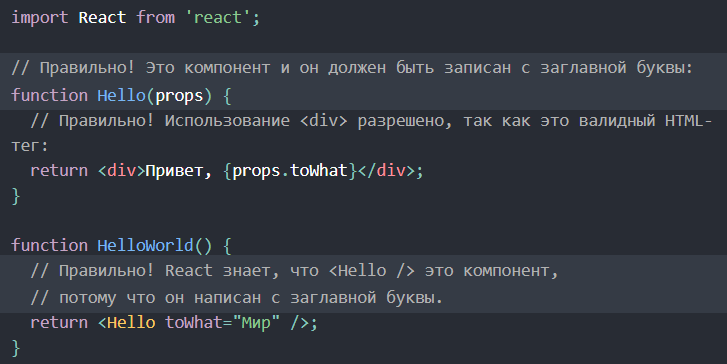 import React from 'react';
// Правильно! Это компонент и он должен быть записан с заглавной буквы:
function Hello(props) {
  // Правильно! Использование <div> разрешено, так как это валидный HTML-
тег:
  return <div>Привет, {props.toWhat}</div>;
}
function HelloWorld() {
  // Правильно! React знает, что <Hello /> это компонент,
  // потому что он написан с заглавной буквы.
  return <Hello toWhat="Мир" />;
}